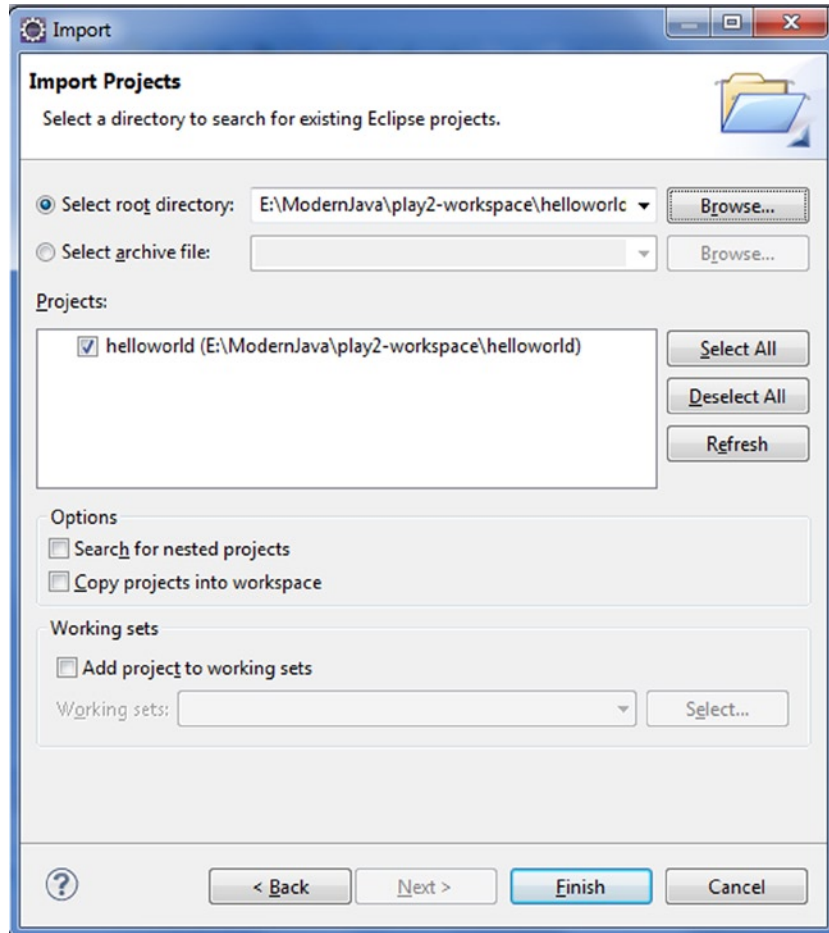 Import
Import Projects
Select a directory to search for existing Eclipse projects.
Select root directory: E:\ModernJava\play2-workspace\helloworld Browse...
Select archive file: Browse...
Projects:
helloworld (E:\ModernJava\play2-workspace\helloworld)
Select All
Deselect All
Refresh
Options
Search for nested projects
Copy projects into workspace
Working sets
Add project to working sets
Working sets: Select...
? < Back Next > Finish Cancel